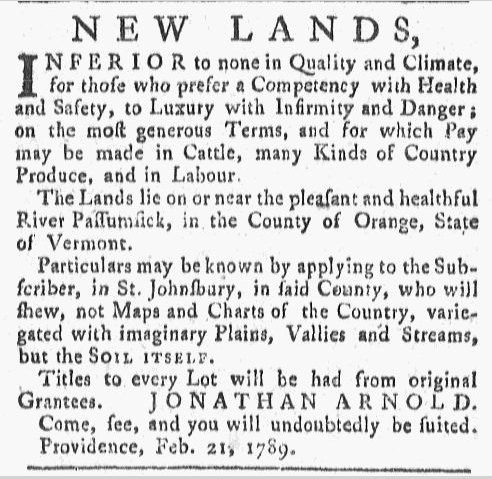 NEW LANDS,
INFERIOR to none in Quality and Climate,
for thoſe who prefer a Competency with Health
and Safety, to Luxury with Infirmity and Danger;
on the moſt generous Terms, and for which Pay
may be made in Cattle, many Kinds of Country
Produce, and in Labour.
The Lands lie on or near the pleaſant and healthful
River Paſſumſick, in the County of Orange, State
of Vermont.
Particulars may be known by applying to the Sub-
ſcriber, in St. Johnſbury, in ſaid County, who will
ſhew, not Maps and Charts of the Country, varie-
gated with imaginary Plains, Vallies and Streams,
but the SOIL ITSELF.
Titles to every Lot will be had from original
Grantees. JONATHAN ARNOLD.
Come, ſee, and you will undoubtedly be ſuited.
Providence, Feb. 21, 1789.